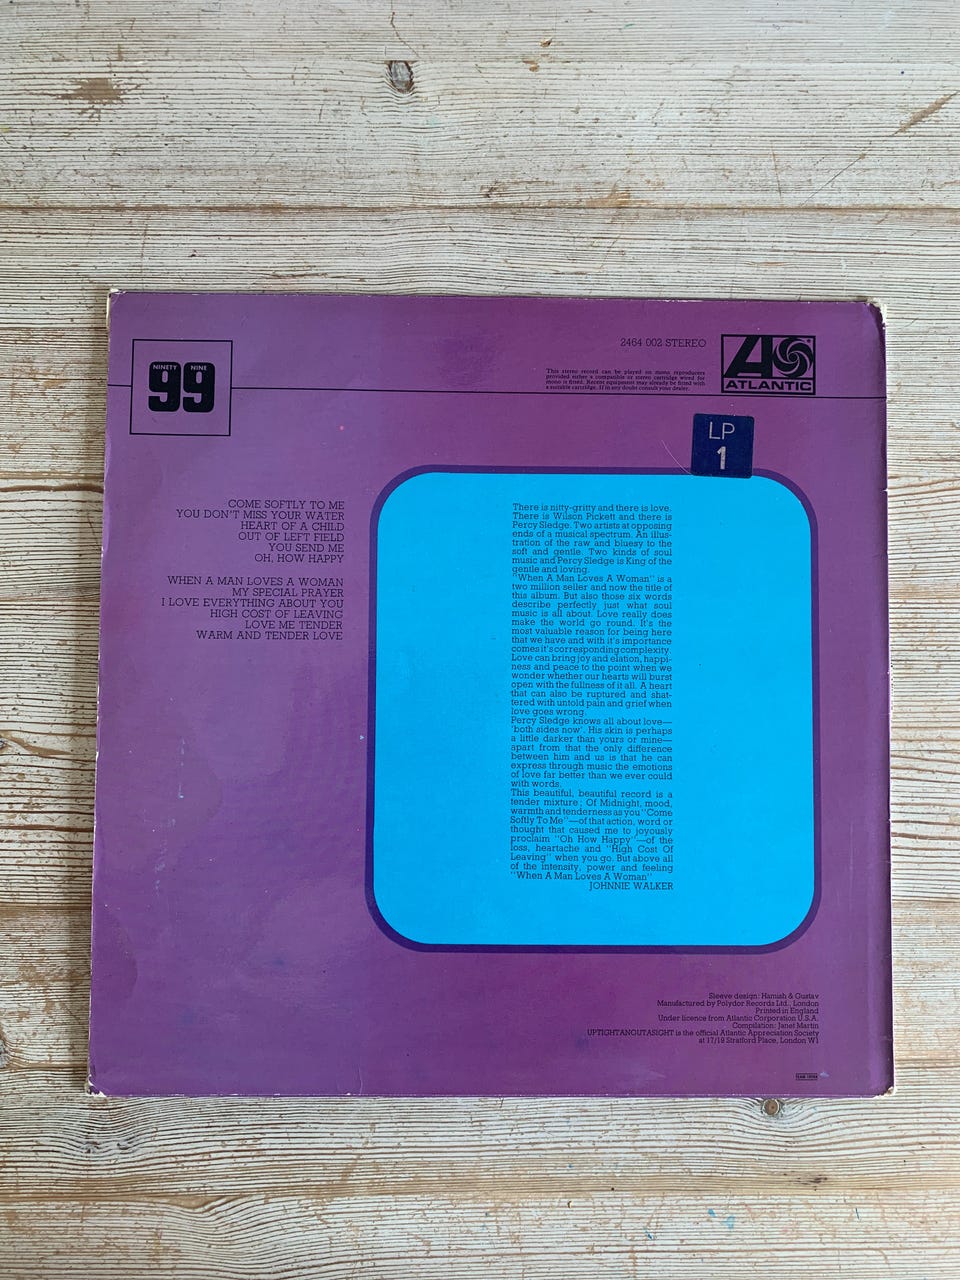 NINETY NINE
99
2464 002 STEREO
This stereo record can be played on mono reproducers
provided either a compatible or stereo cartridge wired for
mono is fitted. Recent equipment may already be fitted with
a suitable cartridge. If in any doubt consult your dealer.
ATLANTIC
LP
1
COME SOFTLY TO ME
YOU DON'T MISS YOUR WATER
HEART OF A CHILD
OUT OF LEFT FIELD
YOU SEND ME
OH, HOW HAPPY
WHEN A MAN LOVES A WOMAN
MY SPECIAL PRAYER
I LOVE EVERYTHING ABOUT YOU
HIGH COST OF LEAVING
LOVE ME TENDER
WARM AND TENDER LOVE
There is nitty-gritty and there is love.
There is Wilson Pickett and there is
Percy Sledge. Two artists at opposing
ends of a musical spectrum. An illus-
tration of the raw and bluesy to the
soft and gentle. Two kinds of soul
music and Percy Sledge is King of the
gentle and loving.
"When A Man Loves A Woman" is a
two million seller and now the title of
this album. But also those six words
describe perfectly just what soul
music is all about. Love really does
make the world go round. It's the
most valuable reason for being here
that we have and with it's importance
comes it's corresponding complexity.
Love can bring joy and elation, happi-
ness and peace to the point when we
wonder whether our hearts will burst
open with the fullness of it all. A heart
that can also be ruptured and shat-
tered with untold pain and grief when
love goes wrong.
Percy Sledge knows all about love—
'both sides now'. His skin is perhaps
a little darker than yours or mine—
apart from that the only difference
between him and us is that he can
express through music the emotions
of love far better than we ever could
with words.
This beautiful, beautiful record is a
tender mixture; Of Midnight, mood,
warmth and tenderness as you "Come
Softly To Me"—of that action, word or
thought that caused me to joyously
proclaim "Oh How Happy"—of the
loss, heartache and "High Cost Of
Leaving" when you go. But above all
of the intensity, power and feeling
"When A Man Loves A Woman"
JOHNNIE WALKER
Sleeve design: Hamish & Gustav
Manufactured by Polydor Records Ltd., London
Printed in England
Under licence from Atlantic Corporation U.S.A.
Compilation: Janet Martin
UPTIGHTANOUTASIGHT is the official Atlantic Appreciation Society
at 17/19 Stratford Place, London W1